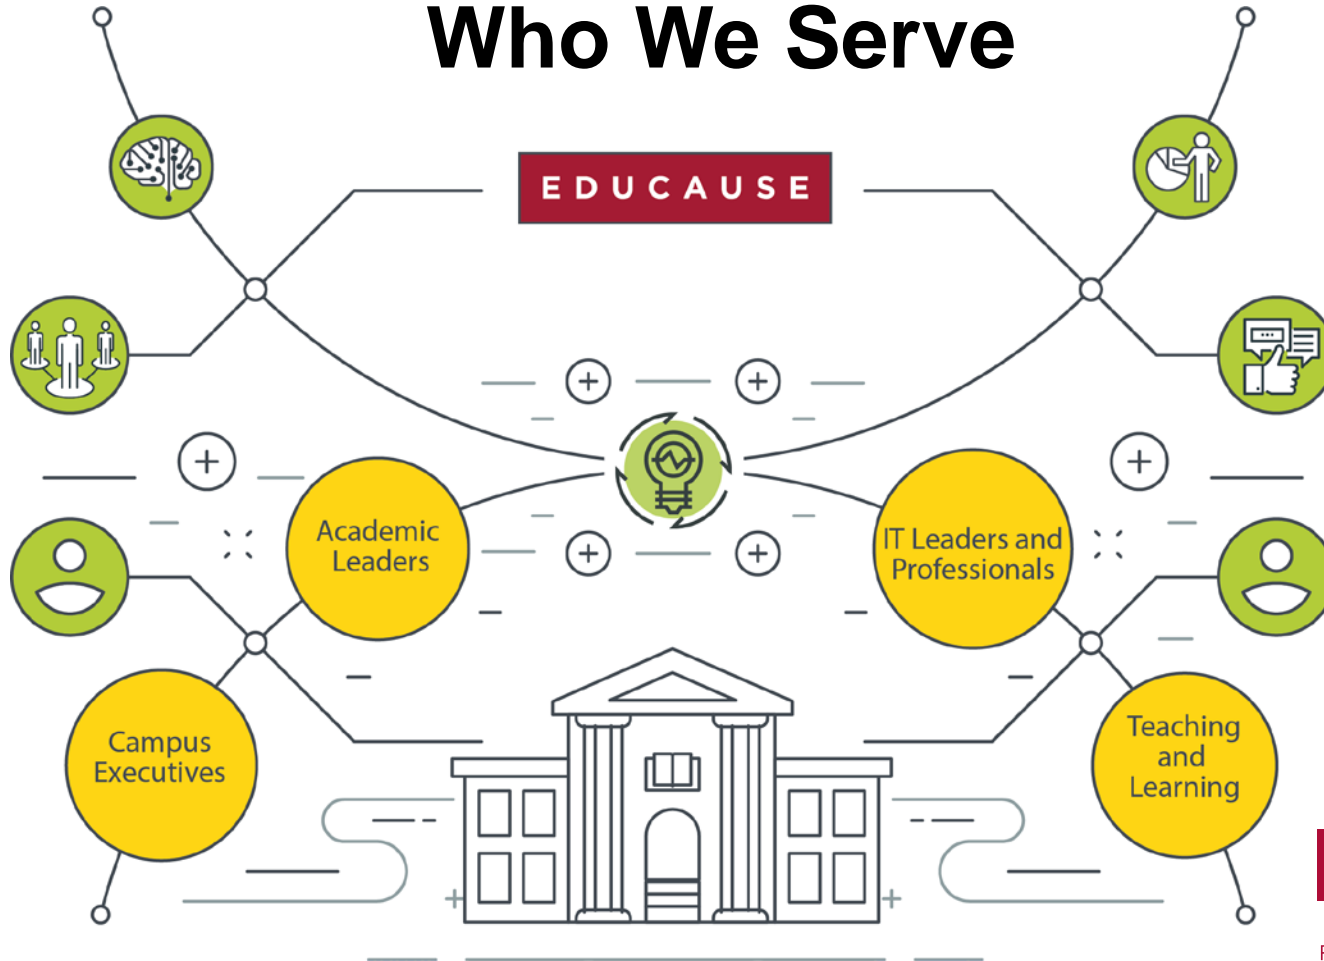 Who We Serve
EDUCAUSE
Academic
Leaders
IT Leaders and
Professionals
Campus
Executives
Teaching
and
Learning